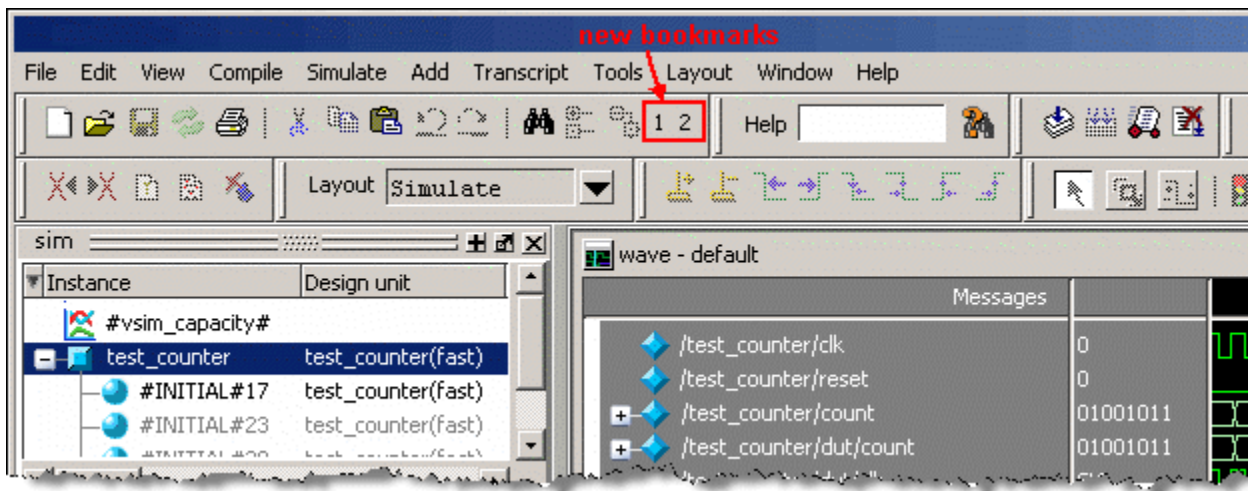 new bookmarks
File Edit View Compile Simulate Add Transcript Tools Layout Window Help
1 2 Help
Layout Simulate
sim
wave - default
Instance Design unit
Messages
#vsim_capacity#
/test_counter/clk 0
test_counter test_counter(fast)
/test_counter/reset 0
#INITIAL#17 test_counter(fast)
/test_counter/count 01001011
#INITIAL#23 test_counter(fast)
/test_counter/dut/count 01001011